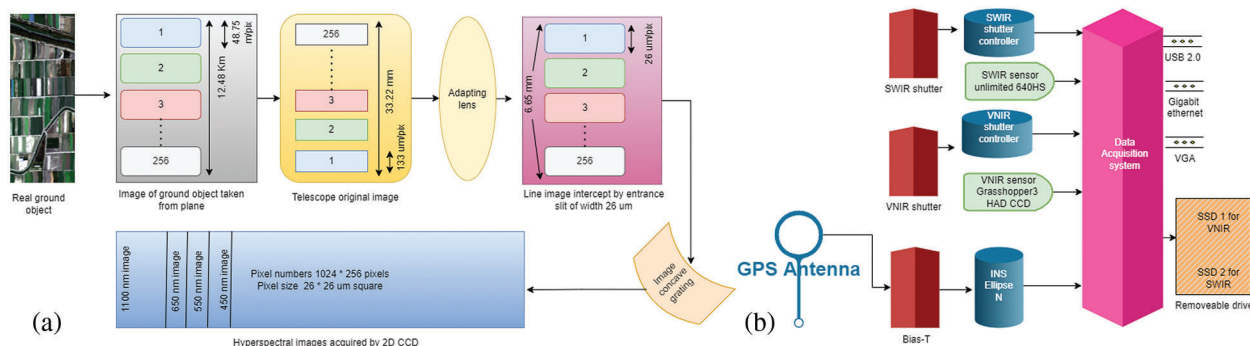 1
2
3
256
48.75
m/pix
12.48 Km
Real ground
object
Image of ground object taken
from plane
256
3
2
1
33.22 mm
133 um/pix
Telescope original image
Adapting
lens
6.65 mm
1
2
3
256
26 um/pix
Line image intercept by entrance
slit of width 26 um
Image
concave
grating
1100 nm image
650 nm image
550 nm image
450 nm image
Pixel numbers 1024 * 256 pixels
Pixel size 26 * 26 um square
Hyperspectral images acquired by 2D CCD
(a)
SWIR shutter
SWIR
shutter
controller
SWIR sensor
unlimited 640HS
VNIR shutter
VNIR
shutter
controller
VNIR sensor
Grasshopper3
HAD CCD
GPS Antenna
Bias-T
INS
Ellipse
N
Data
Acquisition
system
USB 2.0
Gigabit
ethernet
VGA
SSD 1 for
VNIR
SSD 2 for
SWIR
Removeable drive
(b)